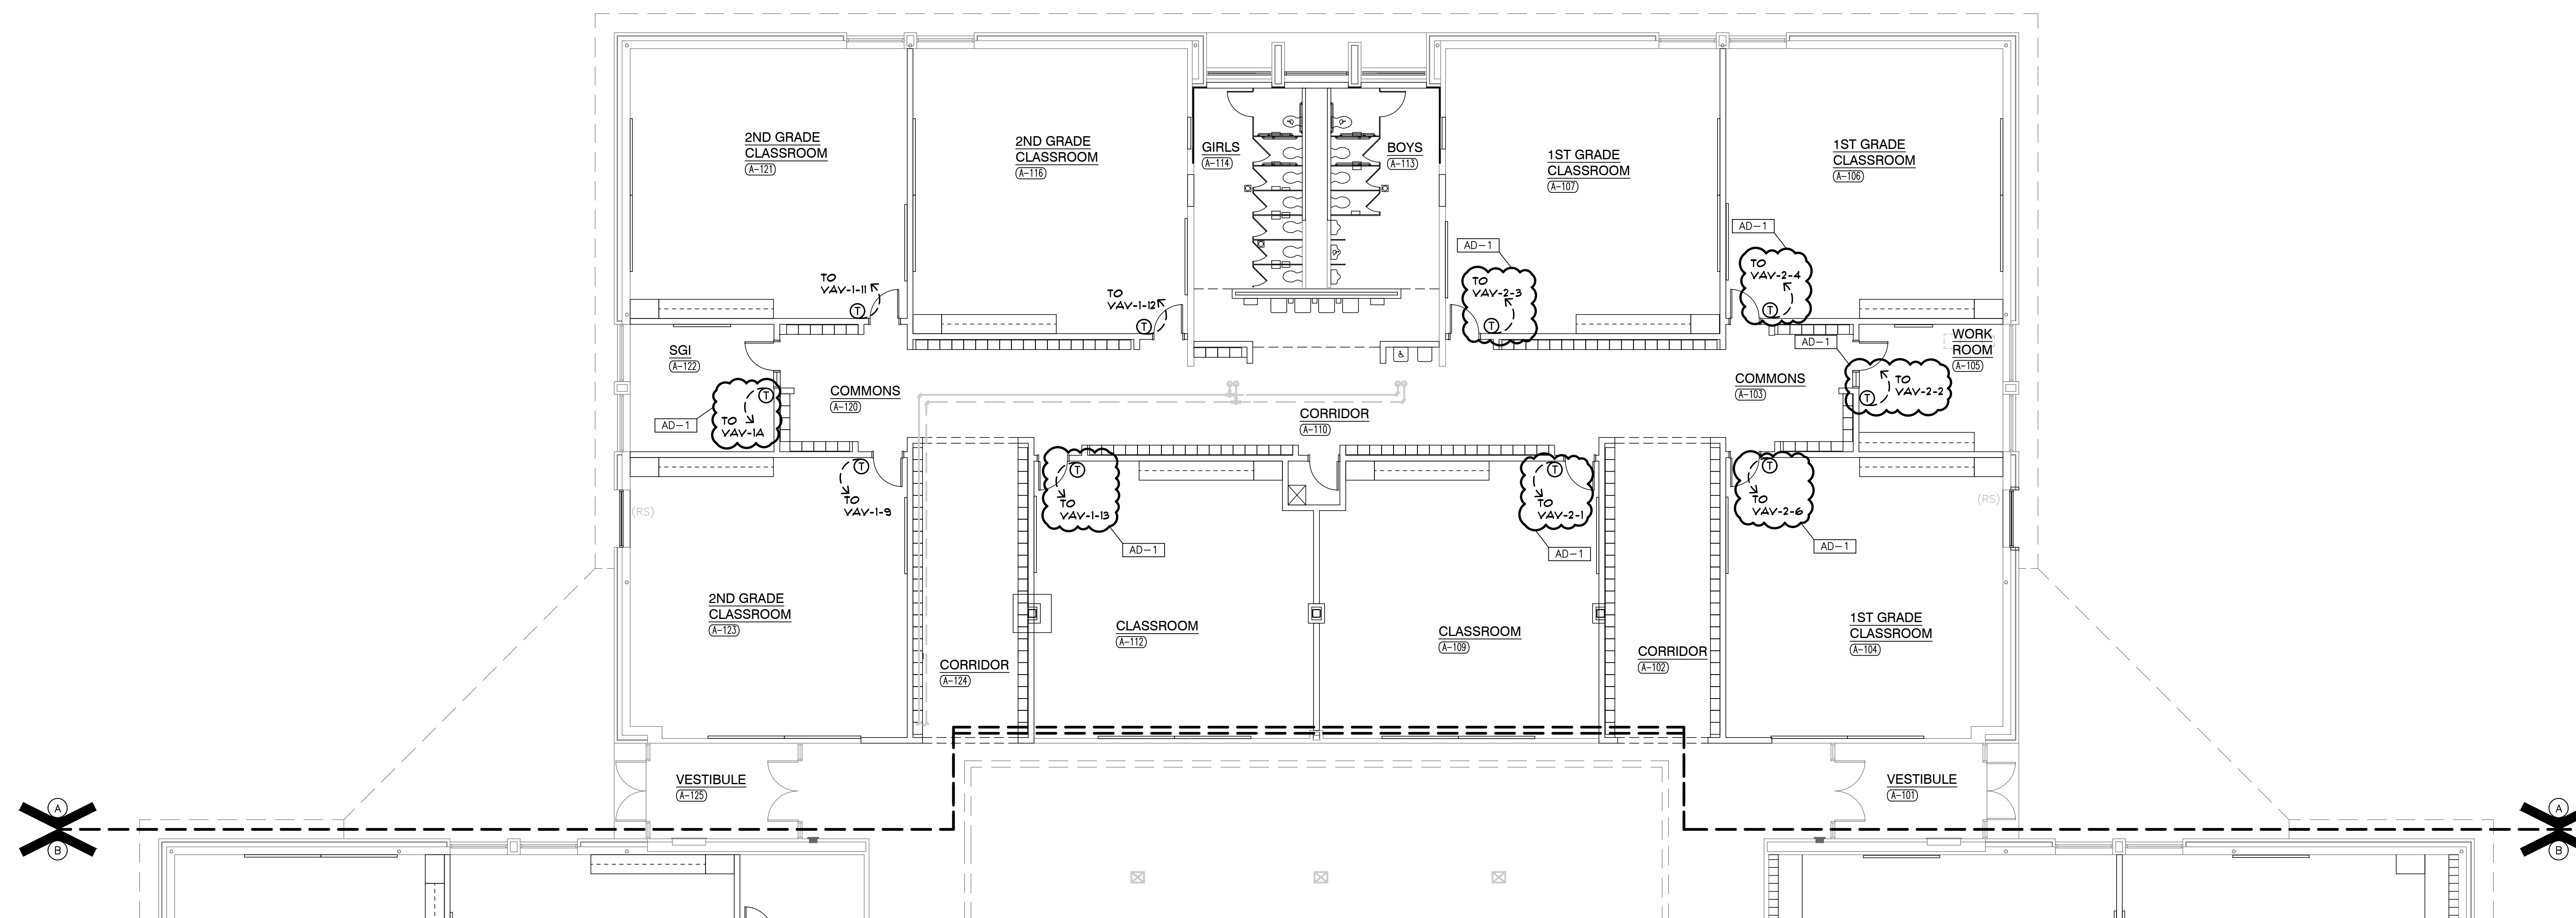 2ND GRADE
CLASSROOM
A-121
2ND GRADE
CLASSROOM
A-116
GIRLS
A-114
BOYS
A-113
1ST GRADE
CLASSROOM
A-107
1ST GRADE
CLASSROOM
A-106
AD-1
AD-1
TO
VAV-1-11
T
TO
VAV-1-12
T
TO
VAV-2-3
T
TO
VAV-2-4
T
SGI
A-122
COMMONS
A-120
CORRIDOR
A-110
COMMONS
A-103
AD-1
WORK
ROOM
A-105
T
TO
VAV-2-2
T
TO
VAV-1A
AD-1
T
TO
VAV-1-9
T
TO
VAV-1-13
AD-1
T
TO
VAV-2-1
AD-1
T
TO
VAV-2-6
AD-1
(RS)
(RS)
2ND GRADE
CLASSROOM
A-123
CORRIDOR
A-124
CLASSROOM
A-112
CLASSROOM
A-109
CORRIDOR
A-102
1ST GRADE
CLASSROOM
A-104
VESTIBULE
A-125
VESTIBULE
A-101
A
B
A
B